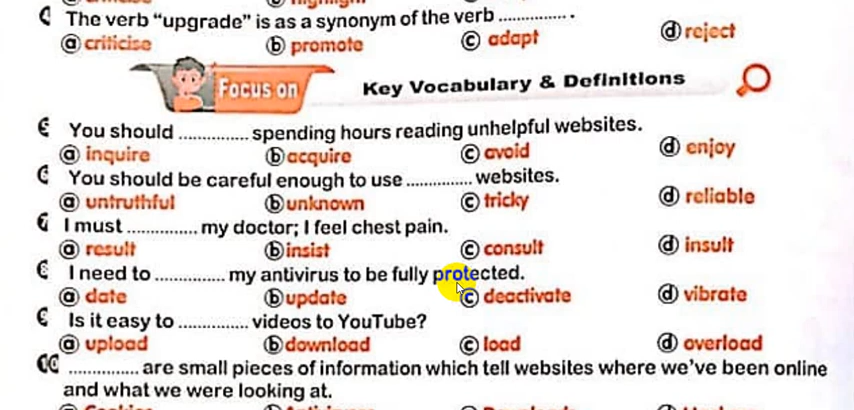 The verb “upgrade” is as a synonym of the verb .............. .
ⓐ criticise ⓑ promote ⓒ adapt ⓓ reject
Focus on Key Vocabulary & Definitions
You should .............. spending hours reading unhelpful websites.
ⓐ inquire ⓑ acquire ⓒ avoid ⓓ enjoy
You should be careful enough to use .............. websites.
ⓐ untruthful ⓑ unknown ⓒ tricky ⓓ reliable
I must .............. my doctor; I feel chest pain.
ⓐ result ⓑ insist ⓒ consult ⓓ insult
I need to .............. my antivirus to be fully protected.
ⓐ date ⓑ update ⓒ deactivate ⓓ vibrate
Is it easy to .............. videos to YouTube?
ⓐ upload ⓑ download ⓒ load ⓓ overload
10 .............. are small pieces of information which tell websites where we’ve been online
and what we were looking at.